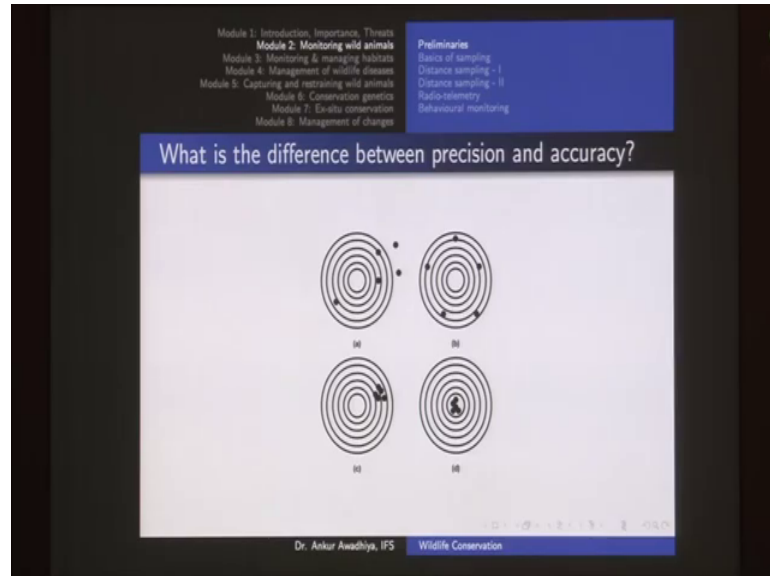 Module 1: Introduction, Importance, Threats
Module 2: Monitoring wild animals
Module 3: Monitoring & managing habitats
Module 4: Management of wildlife diseases
Module 5: Capturing and restraining wild animals
Module 6: Conservation genetics
Module 7: Ex-situ conservation
Module 8: Management of changes
Preliminaries
Basics of sampling
Distance sampling - I
Distance sampling - II
Radio-telemetry
Behavioural monitoring
What is the difference between precision and accuracy?
(a)
(b)
(c)
(d)
Dr. Ankur Awadhiya, IFS
Wildlife Conservation